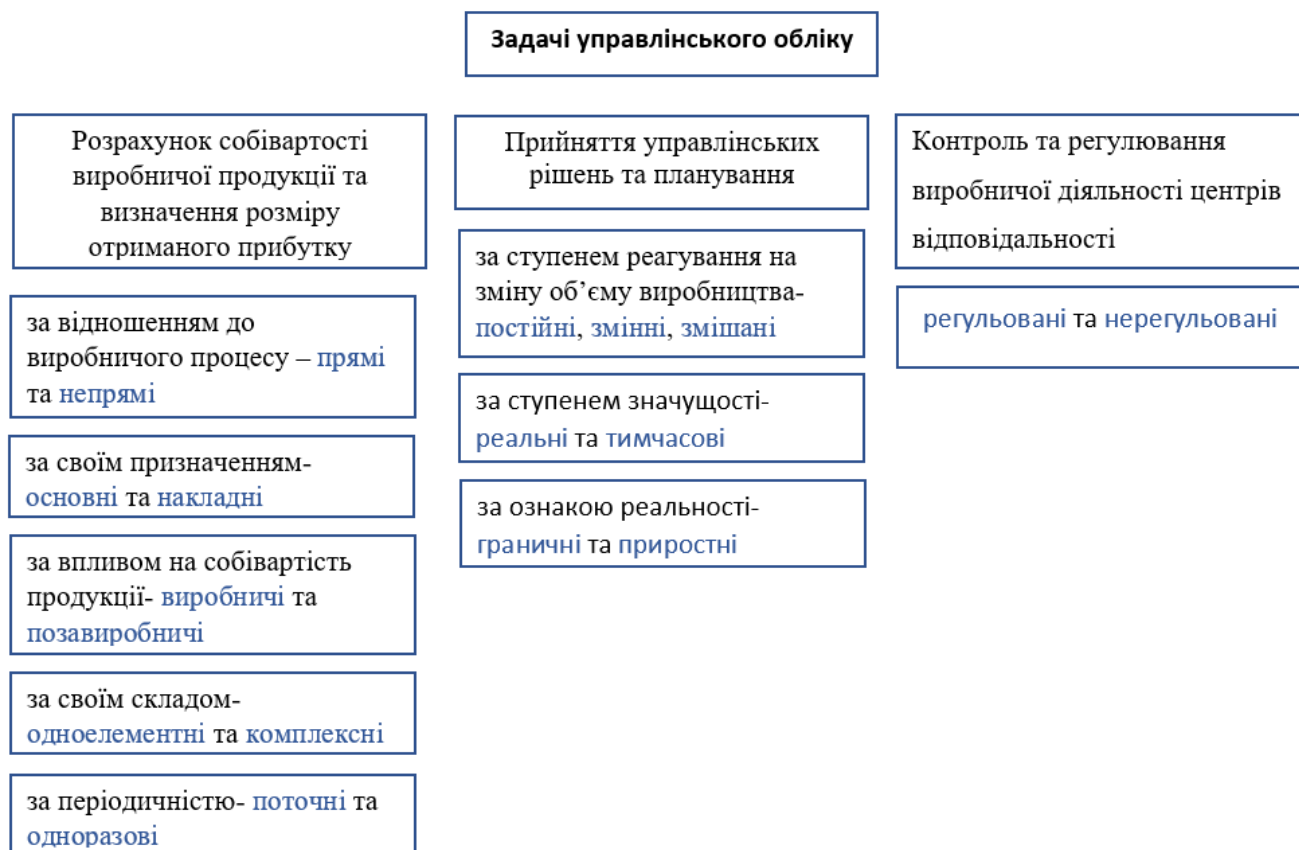 Задачі управлінського обліку
Розрахунок собівартості
виробничої продукції та
визначення розміру
отриманого прибутку
за відношенням до
виробничого процесу – прямі
та непрямі
за своїм призначенням-
основні та накладні
за впливом на собівартість
продукції- виробничі та
позавиробничі
за своїм складом-
одноелементні та комплексні
за періодичністю- поточні та
одноразові
Прийняття управлінських
рішень та планування
за ступенем реагування на
зміну об’єму виробництва-
постійні, змінні, змішані
за ступенем значущості-
реальні та тимчасові
за ознакою реальності-
граничні та приростні
Контроль та регулювання
виробничої діяльності центрів
відповідальності
регульовані та нерегульовані